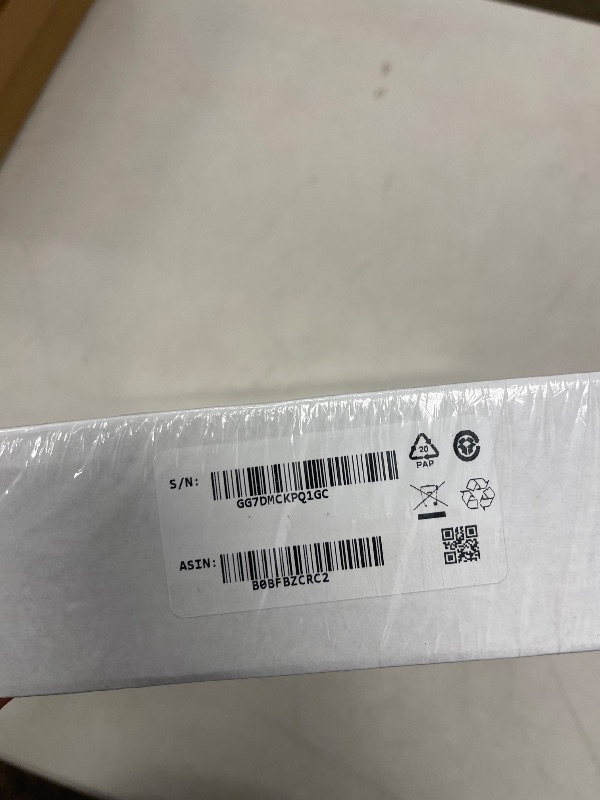 S/N:
GG7DMCKPQ1GC
20
PAP
ASIN:
B0BFBZCRC2